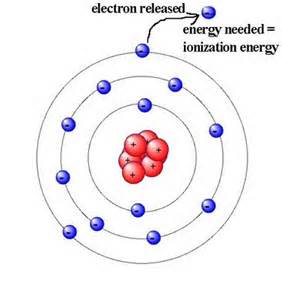 electron released
energy needed =
ionization energy